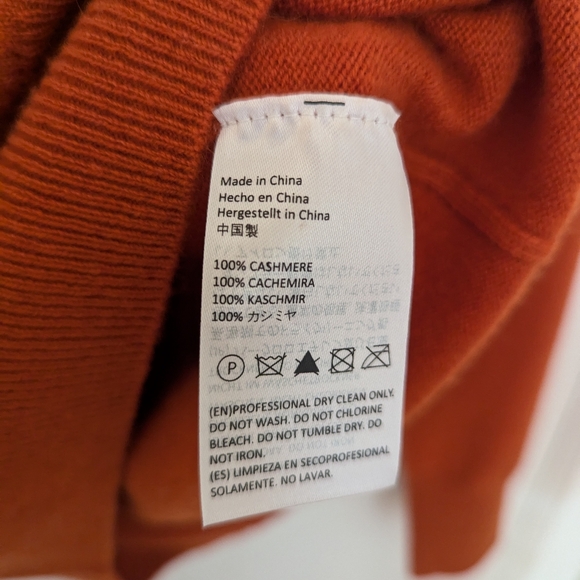 Made in China
Hecho en China
Hergestellt in China
中国製
100% CASHMERE
100% CACHEMIRA
100% KASCHMIR
100% カシミヤ
P
(EN)PROFESSIONAL DRY CLEAN ONLY.
DO NOT WASH. DO NOT CHLORINE
BLEACH. DO NOT TUMBLE DRY. DO
NOT IRON.
(ES) LIMPIEZA EN SECOPROFESIONAL
SOLAMENTE. NO LAVAR.